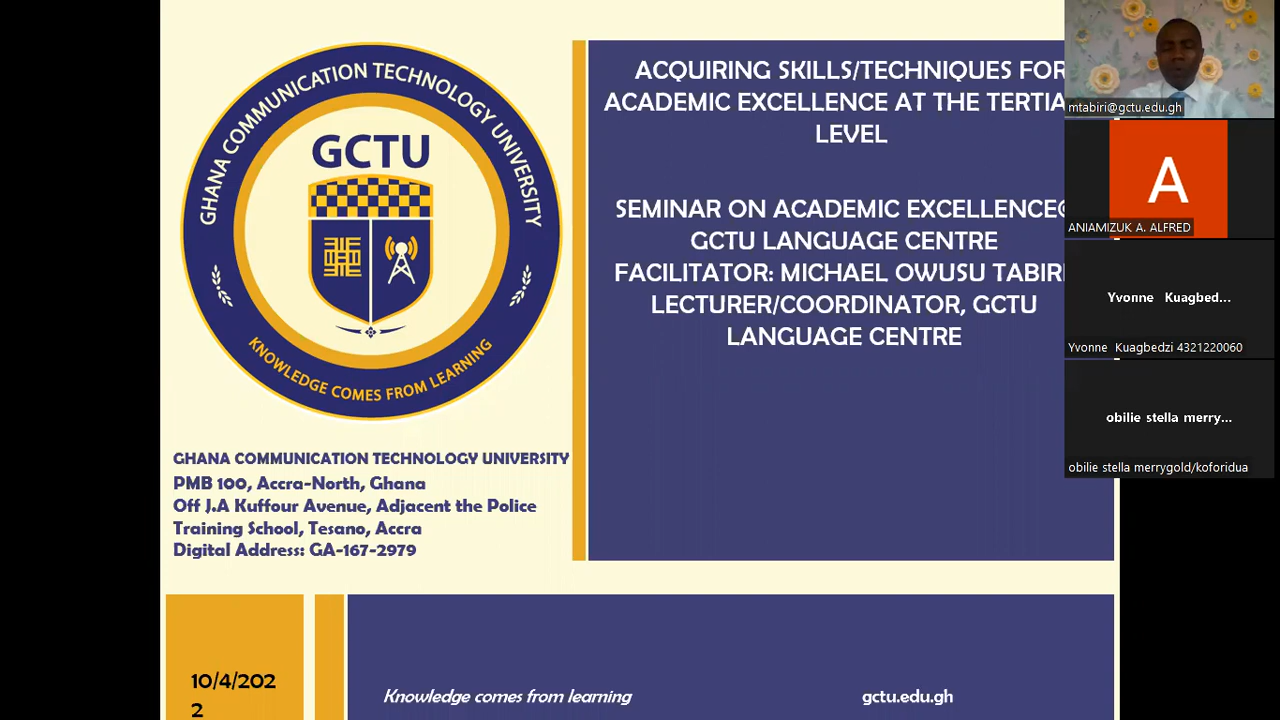 GHANA COMMUNICATION TECHNOLOGY UNIVERSITY
GCTU
KNOWLEDGE COMES FROM LEARNING
GHANA COMMUNICATION TECHNOLOGY UNIVERSITY
PMB 100, Accra-North, Ghana
Off J.A Kuffour Avenue, Adjacent the Police
Training School, Tesano, Accra
Digital Address: GA-167-2979
ACQUIRING SKILLS/TECHNIQUES FOR
ACADEMIC EXCELLENCE AT THE TERTIA
LEVEL
SEMINAR ON ACADEMIC EXCELLENCE@
GCTU LANGUAGE CENTRE
FACILITATOR: MICHAEL OWUSU TABIRI
LECTURER/COORDINATOR, GCTU
LANGUAGE CENTRE
mtabiri@gctu.edu.gh
A
ANIAMIZUK A. ALFRED
Yvonne Kuagbed...
Yvonne Kuagbedzi 4321220060
obilie stella merry...
obilie stella merrygold/koforidua
10/4/202
2
Knowledge comes from learning
gctu.edu.gh